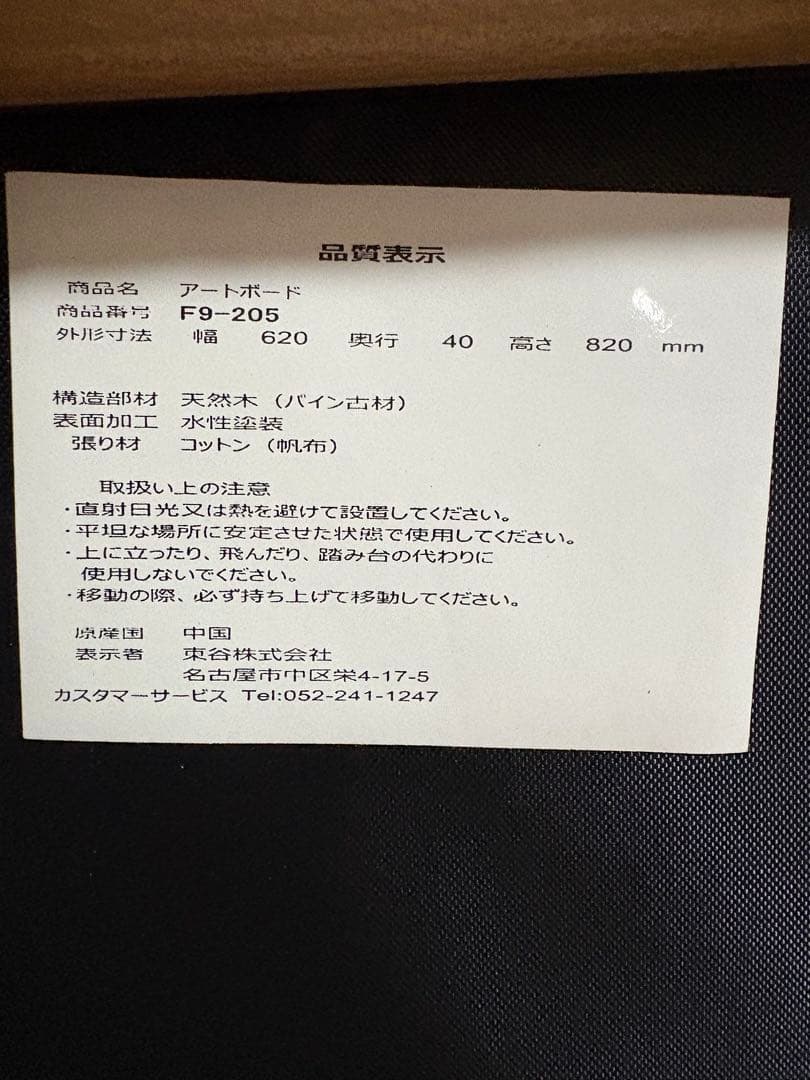 品質表示
商品名 アートボード
商品番号 F9-205
外形寸法 幅 620 奥行 40 高さ 820 mm
構造部材 天然木（パイン古材）
表面加工 水性塗装
張り材 コットン（帆布）
取扱い上の注意
・直射日光又は熱を避けて設置してください。
・平坦な場所に安定させた状態で使用してください。
・上に立ったり、飛んだり、踏み台の代わりに
使用しないでください。
・移動の際、必ず持ち上げて移動してください。
原産国 中国
表示者 東谷株式会社
名古屋市中区栄4-17-5
カスタマーサービス Tel:052-241-1247